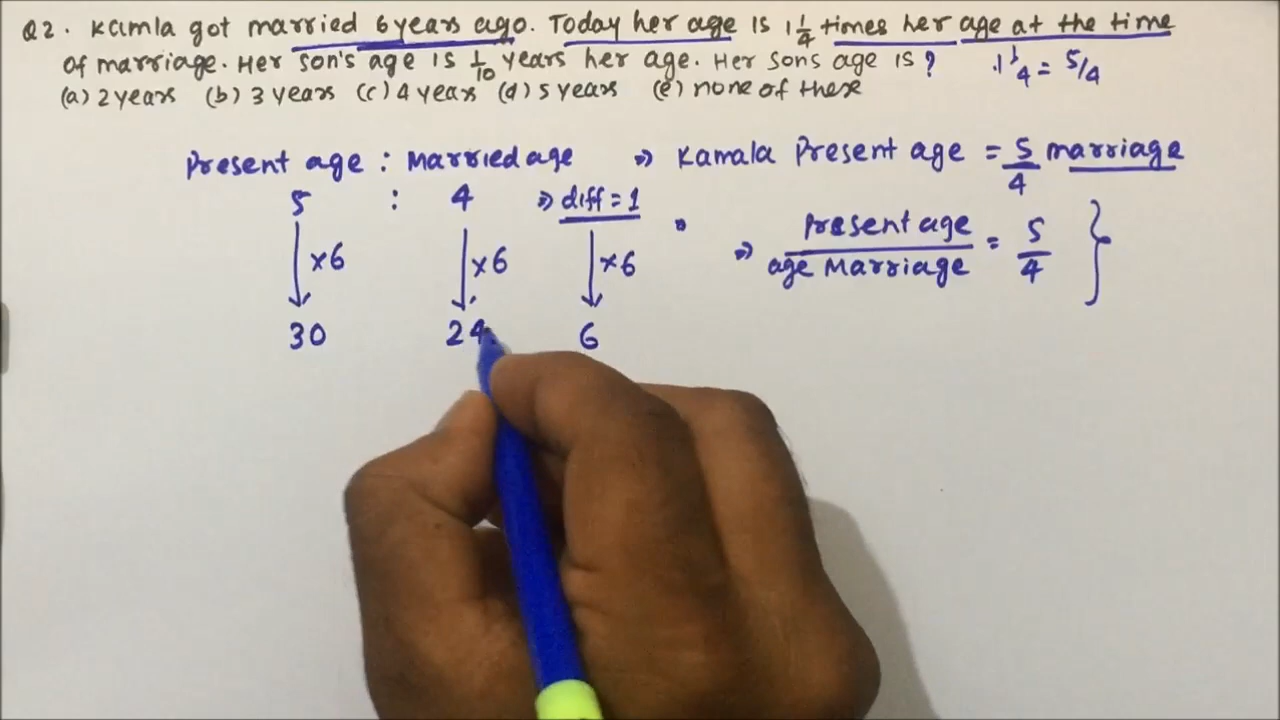 Q2. Kamla got married 6 years ago. Today her age is 1 1/4 times her age at the time
of marriage. Her son's age is 1/10 years her age. Her sons age is ? 1 1/4 = 5/4
(a) 2 years (b) 3 years (c) 4 years (d) 5 years (e) none of these
Present age : Married age ⇒ Kamala Present age = 5/4 marriage
5 : 4 ⇒ diff = 1
⇒ Present age / age Marriage = 5/4 }
×6 ×6 ×6
30 24 6